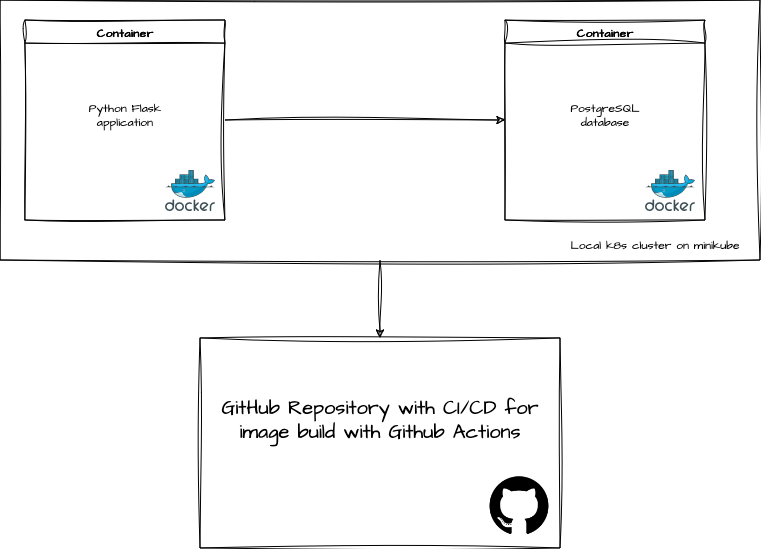 Container
Python Flask
application
docker
Container
PostgreSQL
database
docker
Local k8s cluster on minikube
GitHub Repository with CI/CD for
image build with Github Actions